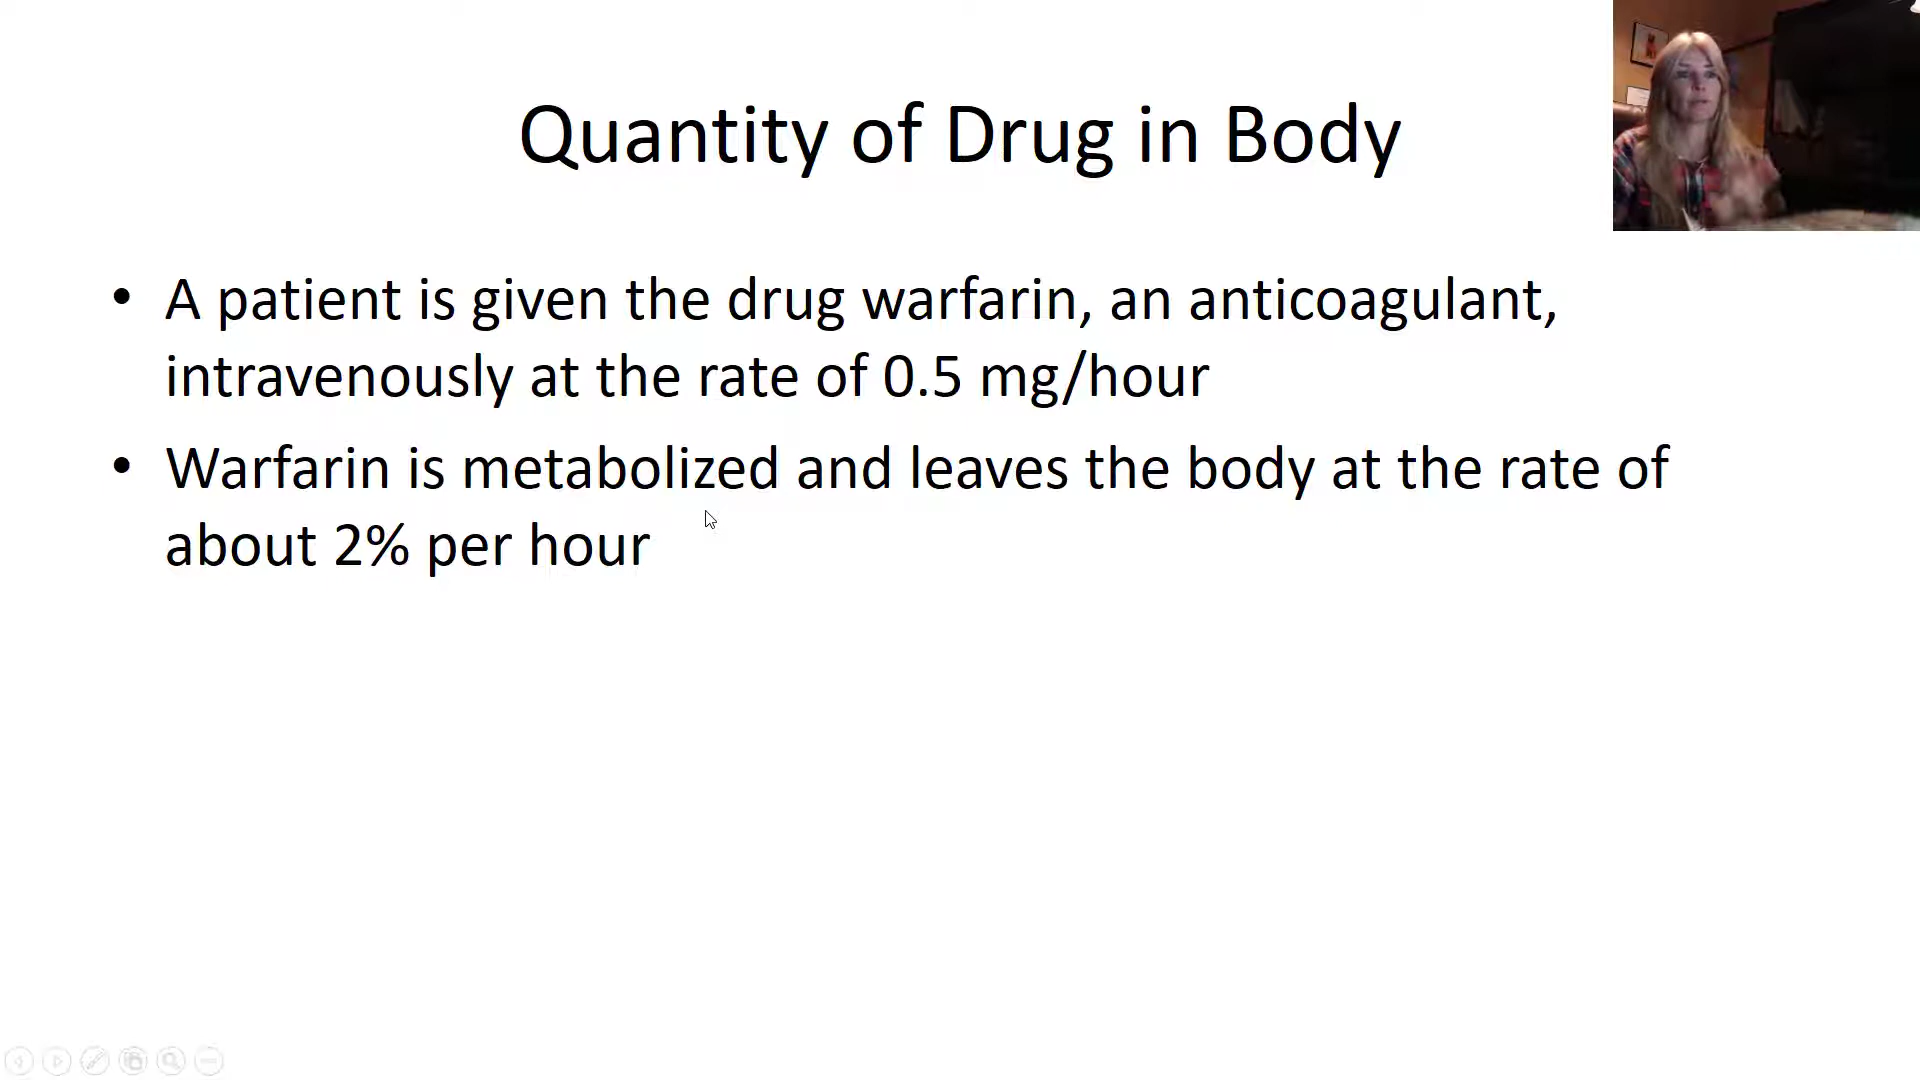 Quantity of Drug in Body
• A patient is given the drug warfarin, an anticoagulant,
intravenously at the rate of 0.5 mg/hour
• Warfarin is metabolized and leaves the body at the rate of
about 2% per hour